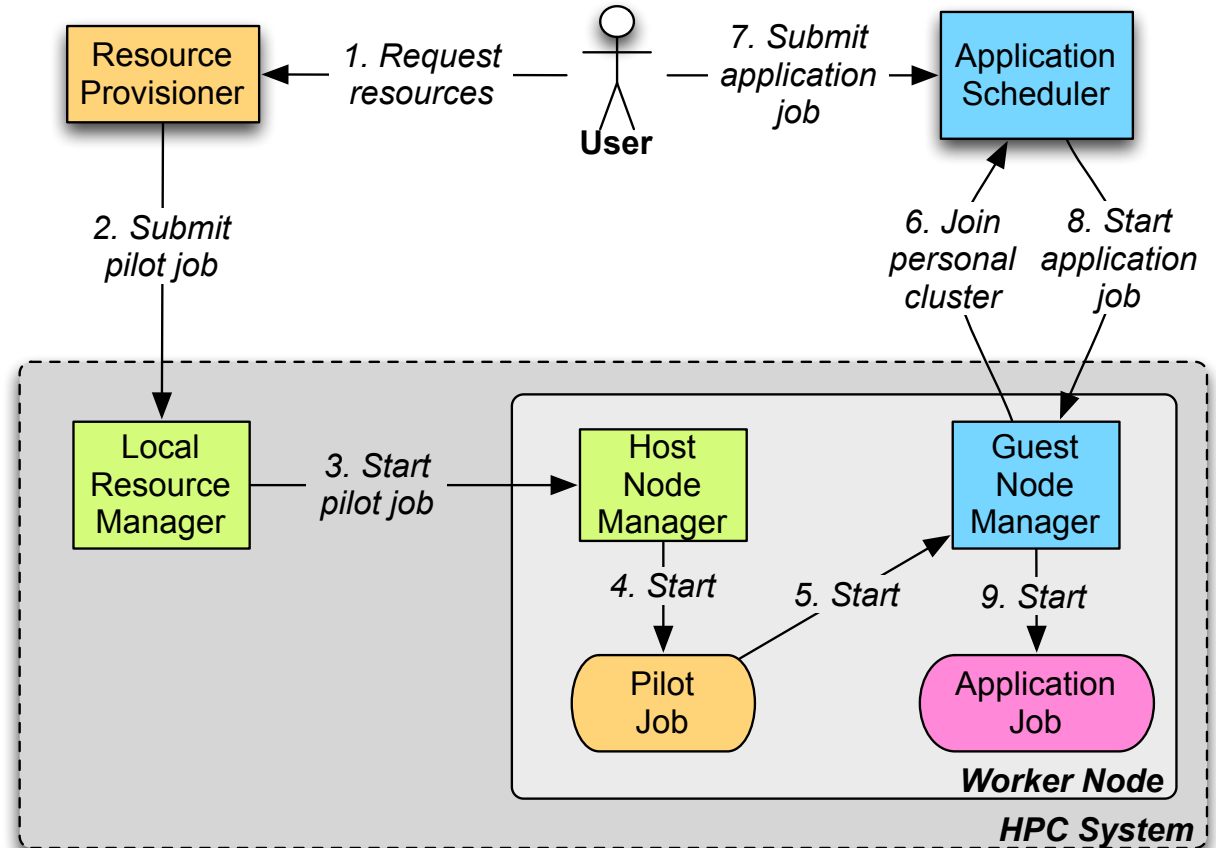 Resource
Provisioner
1. Request
resources
User
7. Submit
application
job
Application
Scheduler
2. Submit
pilot job
6. Join
personal
cluster
8. Start
application
job
Local
Resource
Manager
3. Start
pilot job
Host
Node
Manager
Guest
Node
Manager
4. Start
5. Start
9. Start
Pilot
Job
Application
Job
Worker Node
HPC System